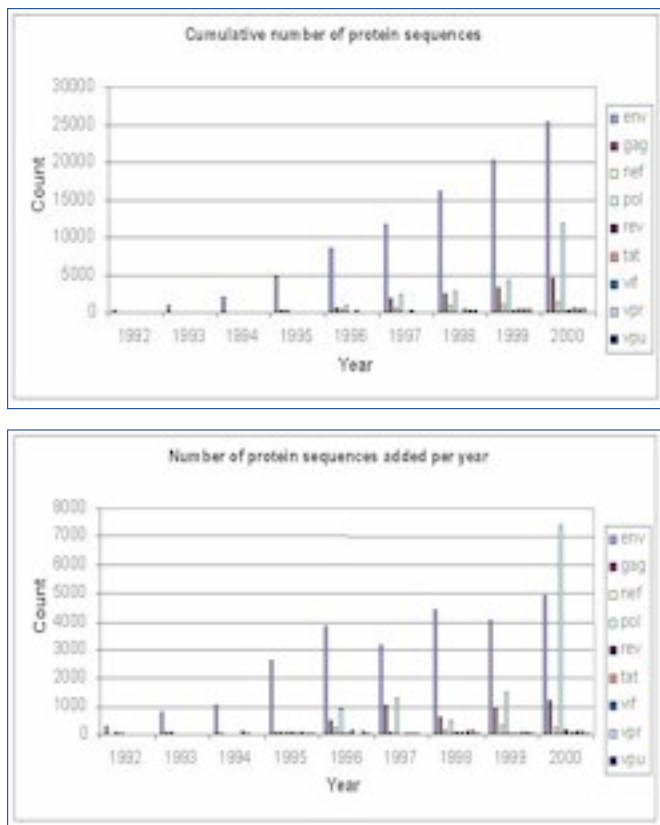 Cumulative number of protein sequences
30000
25000
20000
15000
10000
5000
0
Count
1992 1993 1994 1995 1996 1997 1998 1999 2000
Year
env
gag
nef
pol
rev
tat
vif
vpr
vpu
Number of protein sequences added per year
8000
7000
6000
5000
4000
3000
2000
1000
0
Count
1992 1993 1994 1995 1996 1997 1998 1999 2000
Year
env
gag
nef
pol
rev
tat
vif
vpr
vpu